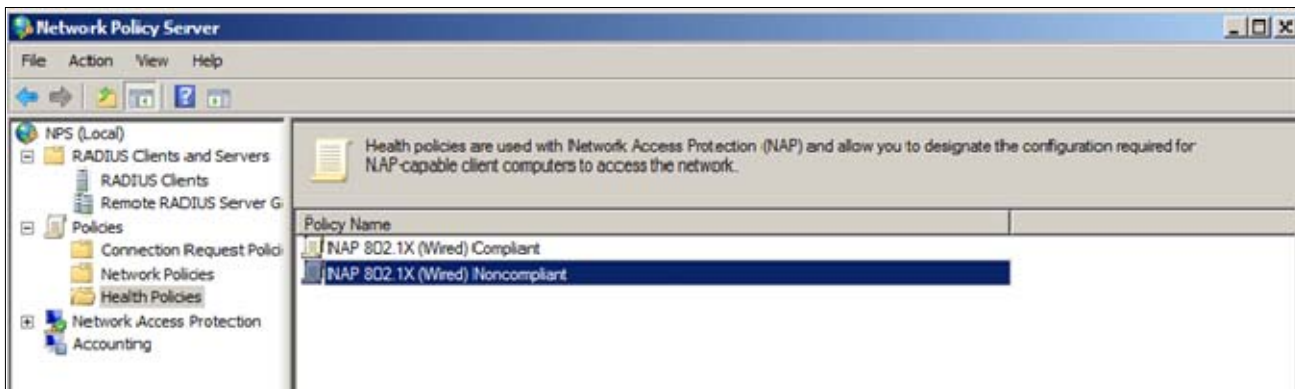 Network Policy Server
File Action View Help
NPS (Local)
RADIUS Clients and Servers
RADIUS Clients
Remote RADIUS Server G
Policies
Connection Request Polici
Network Policies
Health Policies
Network Access Protection
Accounting
Health policies are used with Network Access Protection (NAP) and allow you to designate the configuration required for
NAP-capable client computers to access the network.
Policy Name
NAP 802.1X (Wired) Compliant
NAP 802.1X (Wired) Noncompliant